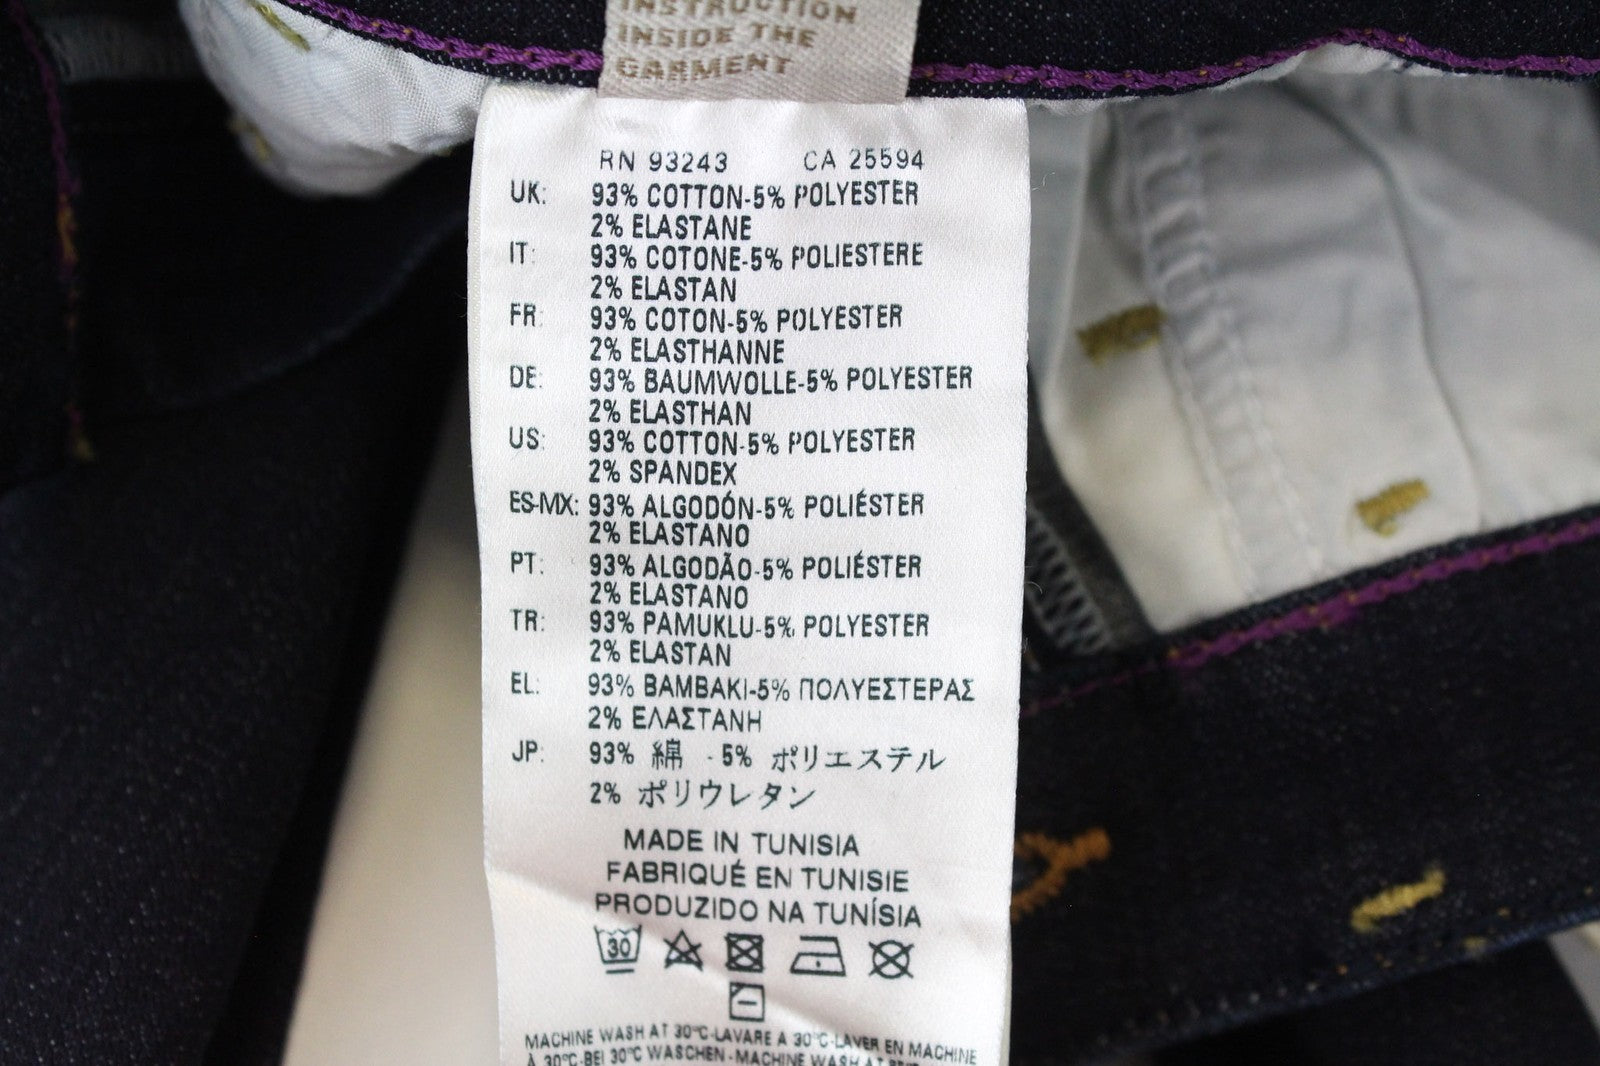 INSTRUCTION
INSIDE THE
GARMENT
RN 93243 CA 25594
UK: 93% COTTON-5% POLYESTER
2% ELASTANE
IT: 93% COTONE-5% POLIESTERE
2% ELASTAN
FR: 93% COTON-5% POLYESTER
2% ELASTHANNE
DE: 93% BAUMWOLLE-5% POLYESTER
2% ELASTHAN
US: 93% COTTON-5% POLYESTER
2% SPANDEX
ES-MX: 93% ALGODÓN-5% POLIÉSTER
2% ELASTANO
PT: 93% ALGODÃO-5% POLIÉSTER
2% ELASTANO
TR: 93% PAMUKLU-5% POLYESTER
2% ELASTAN
EL: 93% BAMBAKI-5% ΠΟΛΥΕΣΤΕΡΑΣ
2% ΕΛΑΣΤΑΝΗ
JP: 93% 綿 -5% ポリエステル
2% ポリウレタン
MADE IN TUNISIA
FABRIQUÉ EN TUNISIE
PRODUZIDO NA TUNÍSIA
30
MACHINE WASH AT 30°C-LAVARE A 30°C-LAVER EN MACHINE
À 30°C-BEI 30°C WASCHEN-MACHINE WASH AT